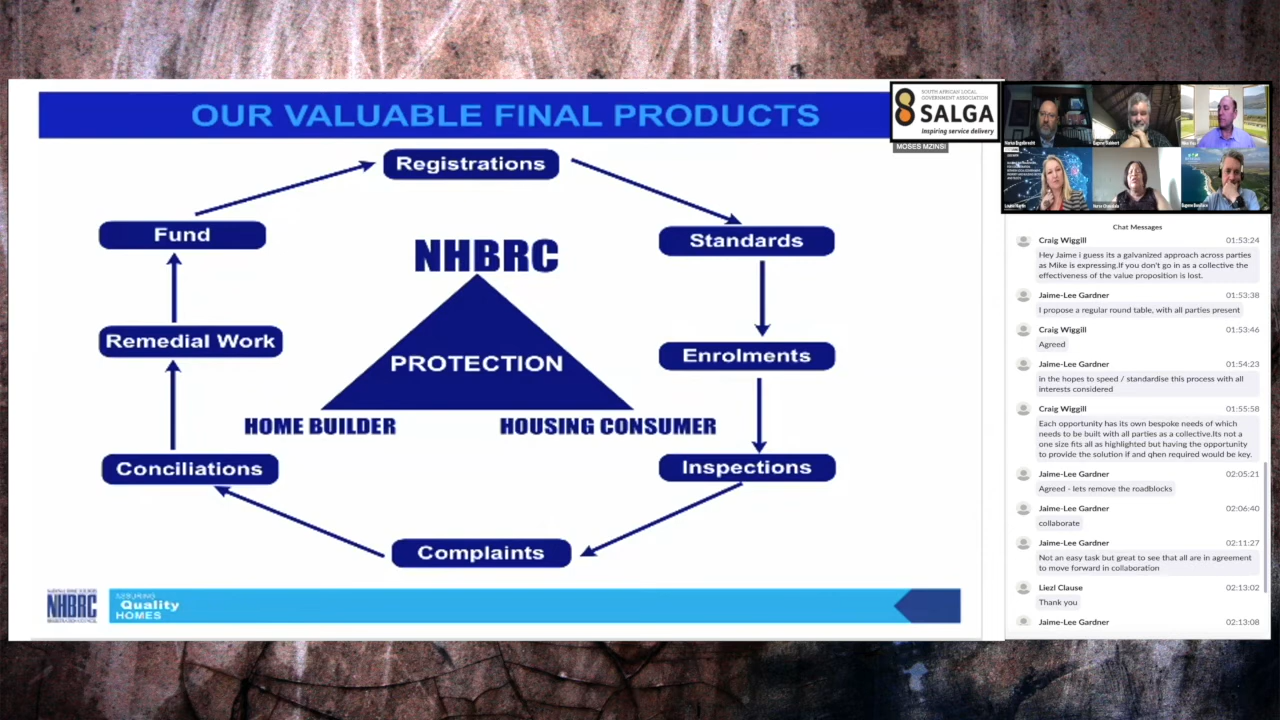 OUR VALUABLE FINAL PRODUCTS
SOUTH AFRICAN LOCAL
GOVERNMENT ASSOCIATION
SALGA
Inspiring service delivery
MOSES MZINSI
Registrations
Fund
Standards
NHBRC
Remedial Work
PROTECTION
Enrolments
HOME BUILDER
HOUSING CONSUMER
Conciliations
Inspections
Complaints
NHBRC
ASSURING
Quality
HOMES
Chat Messages
Craig Wiggill 01:53:24
Hey Jaime i guess its a galvanized approach across parties
as Mike is expressing.If you don't go in as a collective the
effectiveness of the value proposition is lost.
Jaime-Lee Gardner 01:53:38
I propose a regular round table, with all parties present
Craig Wiggill 01:53:46
Agreed
Jaime-Lee Gardner 01:54:23
in the hopes to speed / standardise this process with all
interests considered
Craig Wiggill 01:55:58
Each opportunity has its own bespoke needs of which
needs to be built with all parties as a collective.Its not a
one size fits all as highlighted but having the opportunity
to provide the solution if and qhen required would be key.
Jaime-Lee Gardner 02:05:21
Agreed - lets remove the roadblocks
Jaime-Lee Gardner 02:06:40
collaborate
Jaime-Lee Gardner 02:11:27
Not an easy task but great to see that all are in agreement
to move forward in collaboration
Liezl Clause 02:13:02
Thank you
Jaime-Lee Gardner 02:13:08